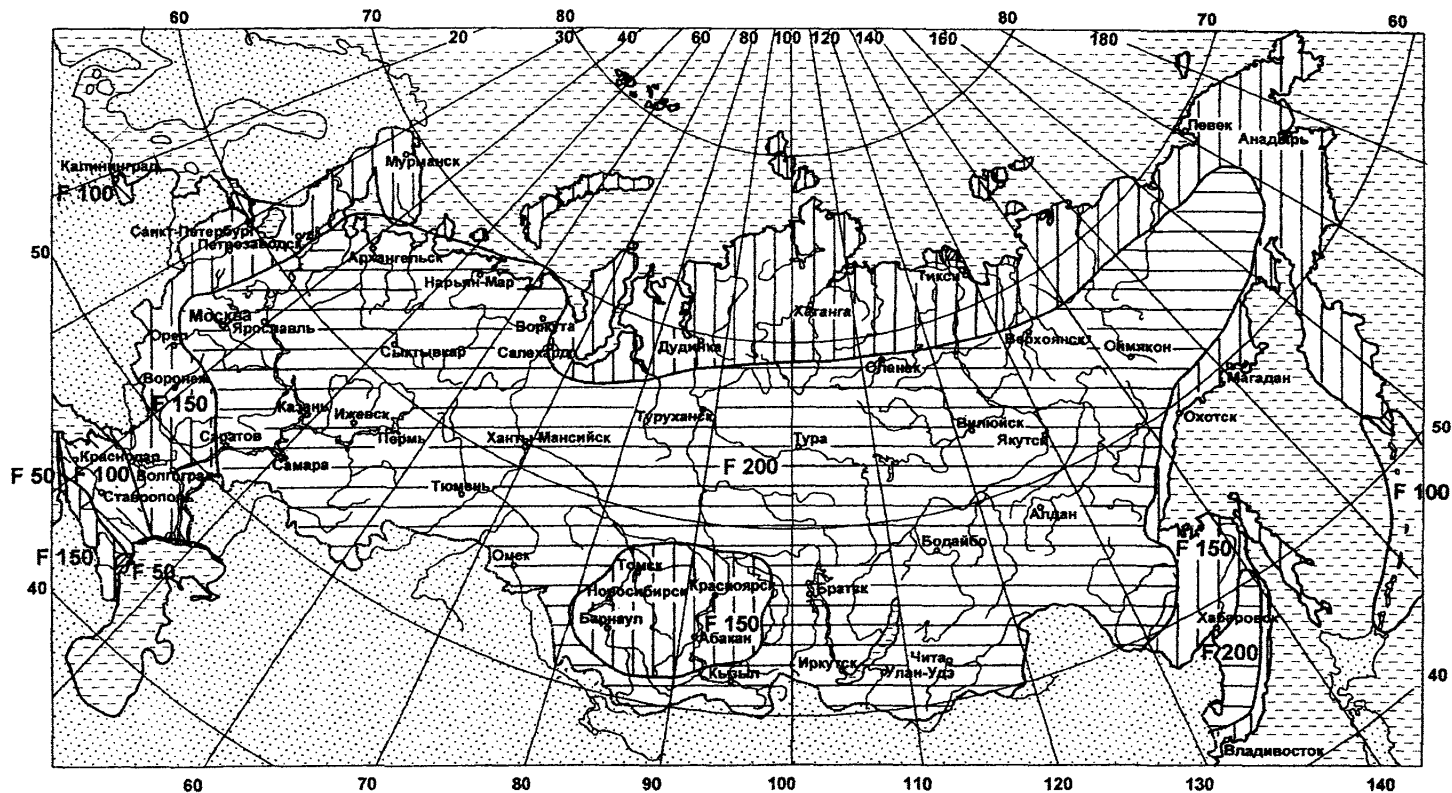 60 70 80 80 70 60
20 30 40 60 80 100 120 140 160 180
Певек
Анадырь
Мурманск
Калининград
F 100
Санкт-Петербург
Петрозаводск
50
Архангельск
Нарьян-Мар
Тикси
Хатанга
Москва
Ярославль
Орел
Воркута
Сыктывкар
Салехард
Дудинка
Верхоянск
Оймякон
Оленек
Магадан
Воронеж
F 150
Казань
Ижевск
Туруханск
Охотск
Вилюйск
Саратов
Пермь
Ханты-Мансийск
Тура
Якутск
50
Краснодар
Самара
F 200
F 50
F 100
Волгоград
Ставрополь
Тюмень
F 100
Алдан
F 150
F 50
Омск
Бодайбо
F 150
40
Томск
Новосибирск
Красноярск
Братск
Барнаул
F 150
Абакан
Хабаровск
F 200
Кызыл
Иркутск
Чита
Улан-Удэ
40
Владивосток
60 70 80 90 100 110 120 130 140